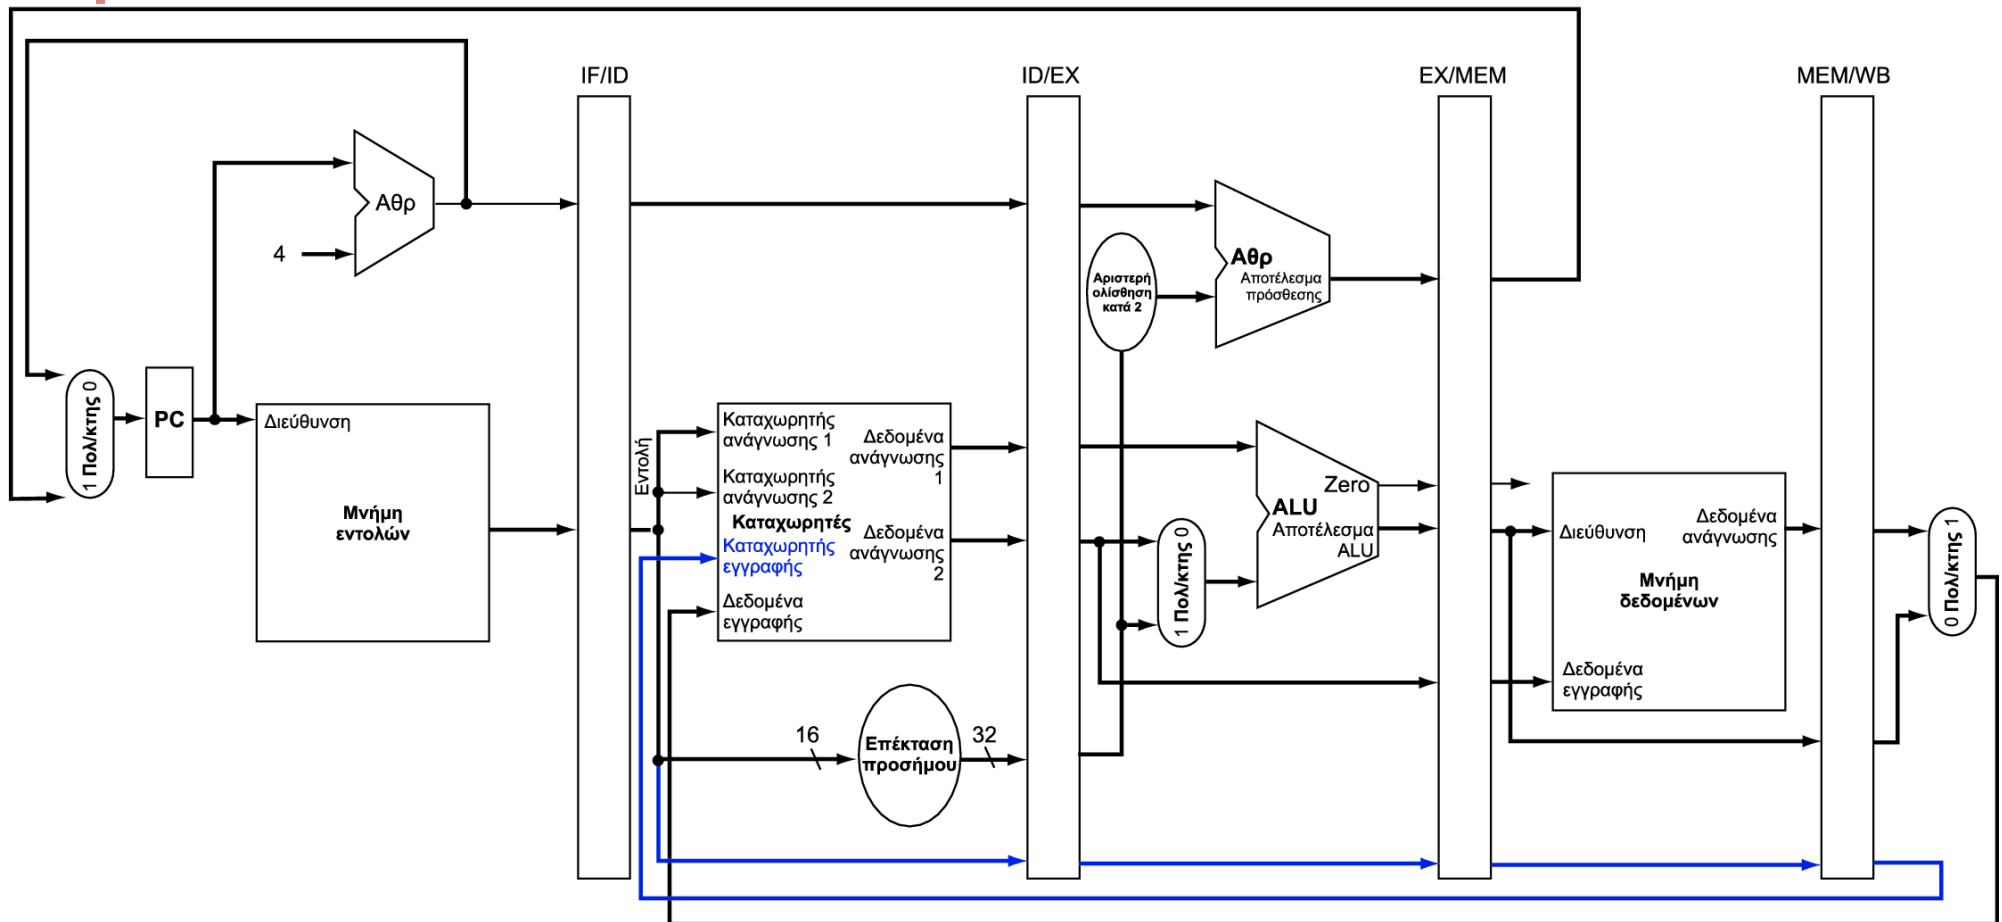 IF/ID
ID/EX
EX/MEM
MEM/WB
Αθρ
4
Αθρ
Αποτέλεσμα
πρόσθεσης
Αριστερή
ολίσθηση
κατά 2
1 Πολ/κτης 0
PC
Διεύθυνση
Μνήμη
εντολών
Εντολή
Καταχωρητής
ανάγνωσης 1
Καταχωρητής
ανάγνωσης 2
Καταχωρητές
Καταχωρητής
εγγραφής
Δεδομένα
εγγραφής
Δεδομένα
ανάγνωσης
1
Δεδομένα
ανάγνωσης
2
16
Επέκταση
προσήμου
32
1 Πολ/κτης 0
Zero
ALU
Αποτέλεσμα
ALU
Διεύθυνση
Δεδομένα
ανάγνωσης
Μνήμη
δεδομένων
Δεδομένα
εγγραφής
0 Πολ/κτης 1